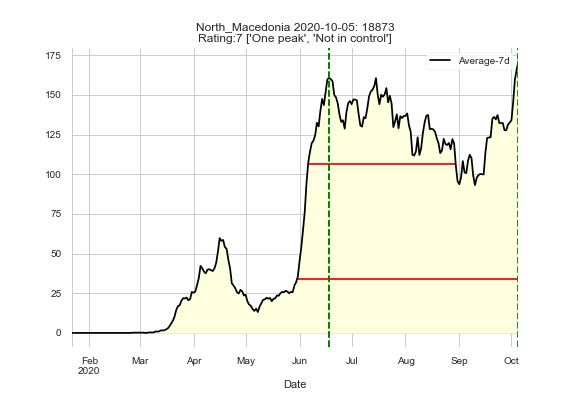 North_Macedonia 2020-10-05: 18873
Rating:7 ['One peak', 'Not in control']
Average-7d
175
150
125
100
75
50
25
0
Feb Mar Apr May Jun Jul Aug Sep Oct
2020
Date